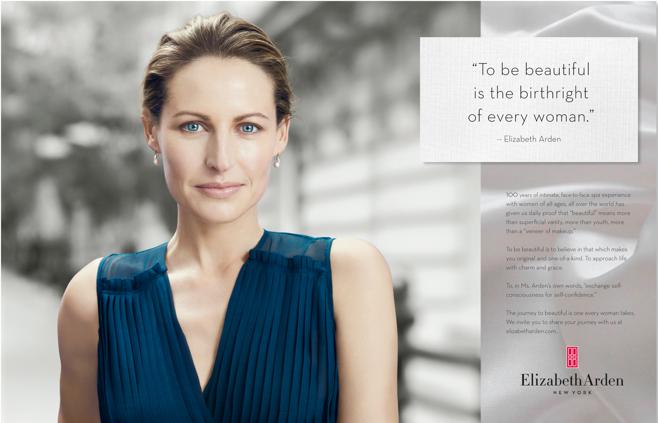 “To be beautiful
is the birthright
of every woman.”
-- Elizabeth Arden
100 years of intimate, face-to-face spa experience
with women of all ages, all over the world has
given us daily proof that “beautiful” means more
than superficial vanity, more than youth, more
than a “veneer of makeup.”
To be beautiful is to believe in that which makes
you original and one-of-a-kind. To approach life
with charm and grace.
To, in Ms. Arden's own words, “exchange self-
consciousness for self-confidence.”
The journey to beautiful is one every woman takes.
We invite you to share your journey with us at
elizabetharden.com.
Elizabeth Arden
NEW YORK